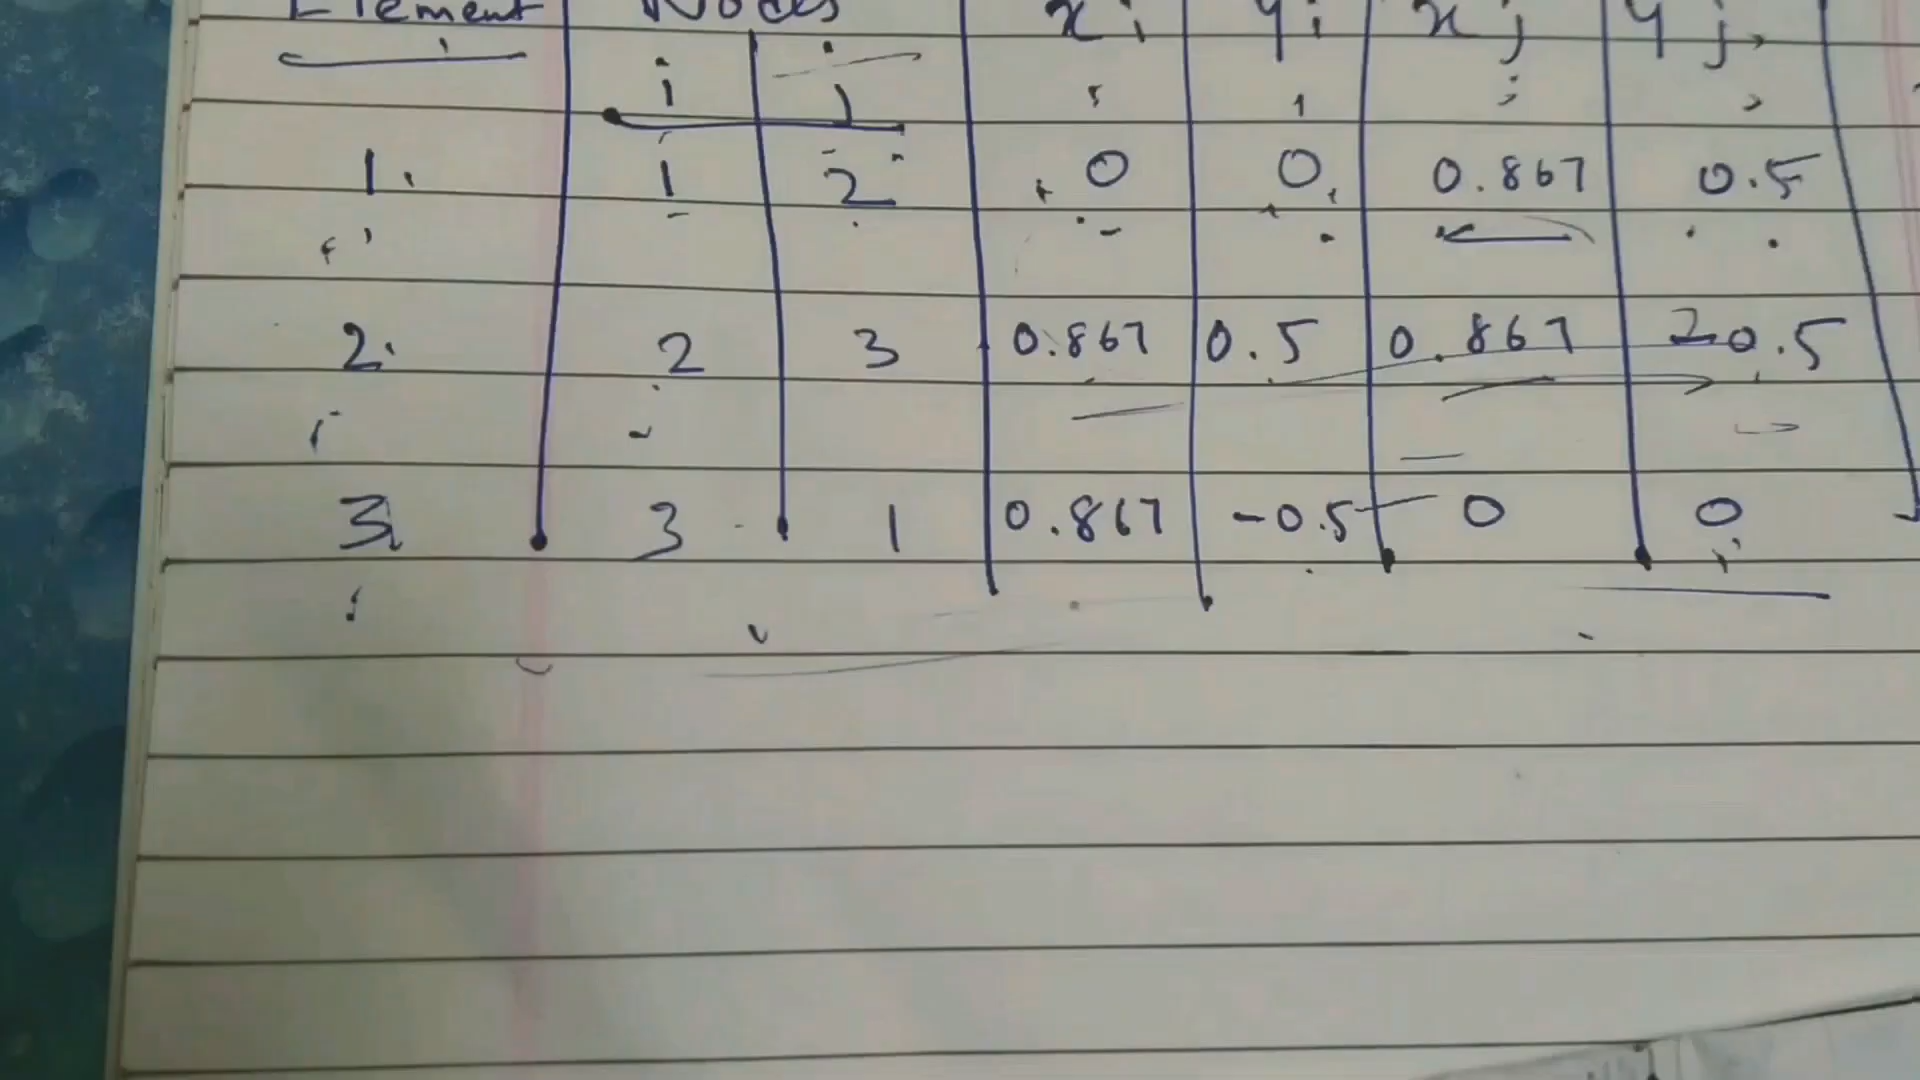 Element Nodes xi yi xj yj
i j
1. 1 2 0 0 0.867 0.5
2. 2 3 0.867 0.5 0.867 -0.5
3. 3 1 0.867 -0.5 0 0